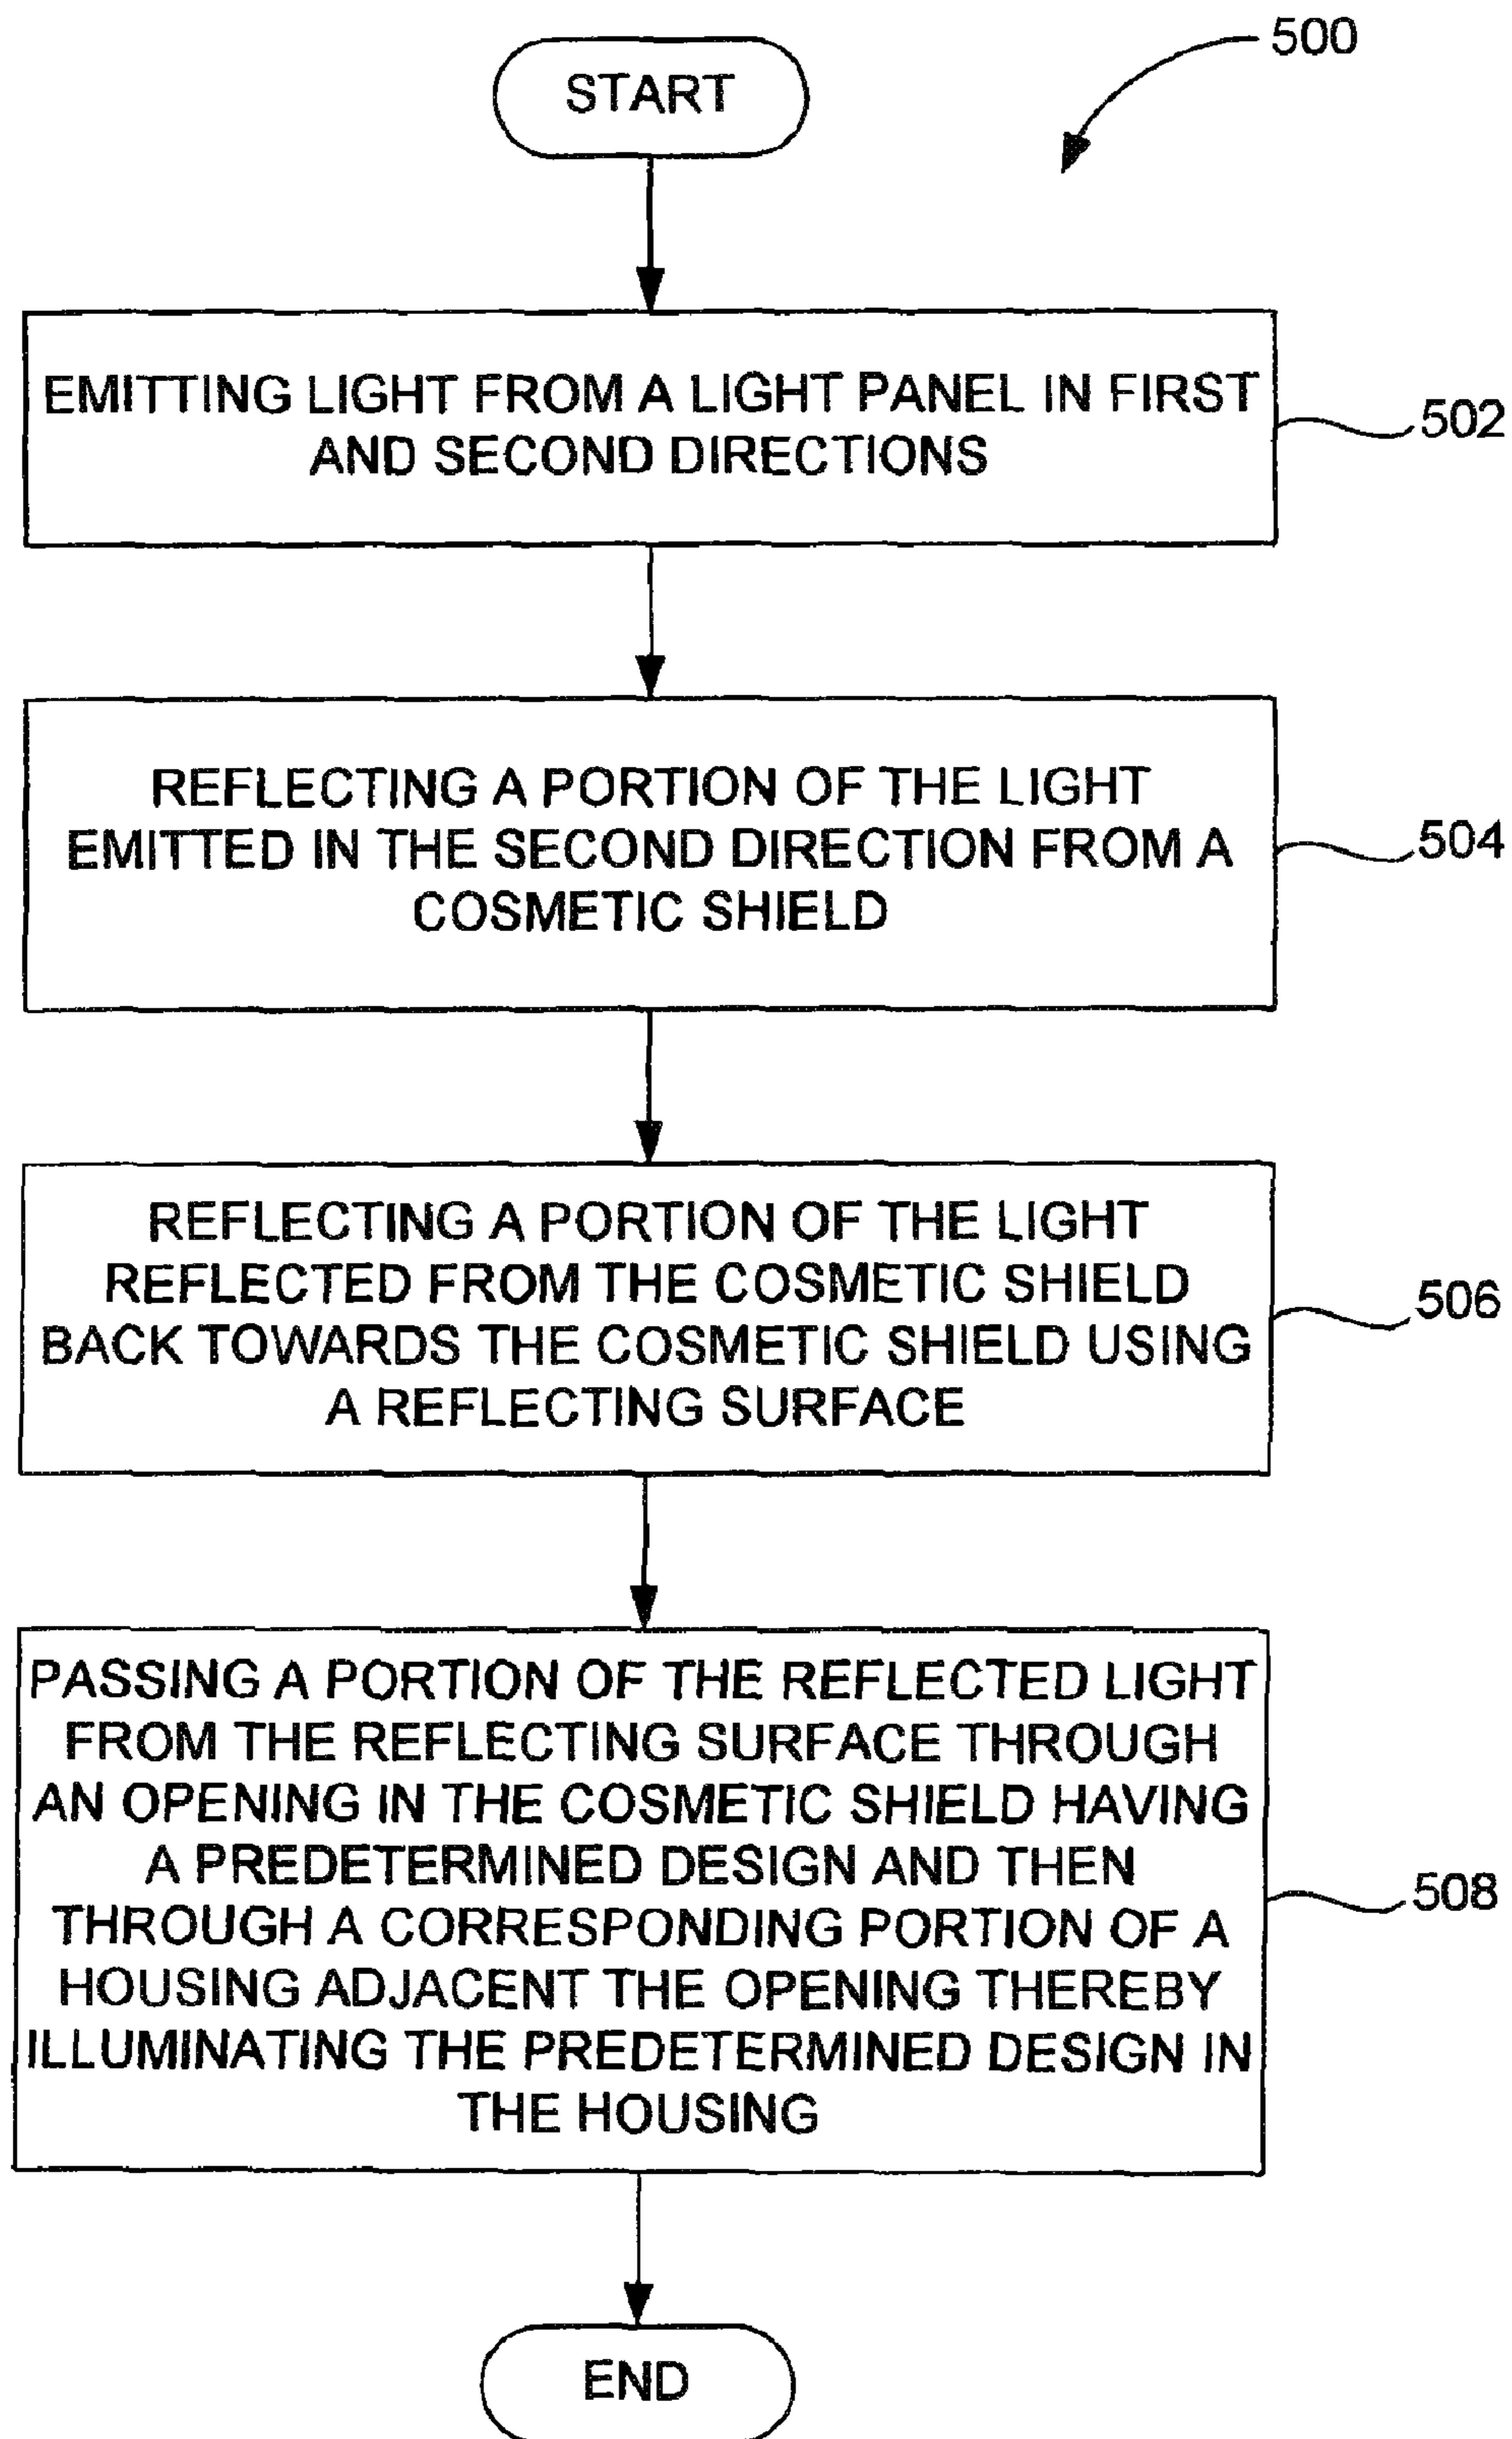 500
START
EMITTING LIGHT FROM A LIGHT PANEL IN FIRST
AND SECOND DIRECTIONS
502
REFLECTING A PORTION OF THE LIGHT
EMITTED IN THE SECOND DIRECTION FROM A
COSMETIC SHIELD
504
REFLECTING A PORTION OF THE LIGHT
REFLECTED FROM THE COSMETIC SHIELD
BACK TOWARDS THE COSMETIC SHIELD USING
A REFLECTING SURFACE
506
PASSING A PORTION OF THE REFLECTED LIGHT
FROM THE REFLECTING SURFACE THROUGH
AN OPENING IN THE COSMETIC SHIELD HAVING
A PREDETERMINED DESIGN AND THEN
THROUGH A CORRESPONDING PORTION OF A
HOUSING ADJACENT THE OPENING THEREBY
ILLUMINATING THE PREDETERMINED DESIGN IN
THE HOUSING
508
END